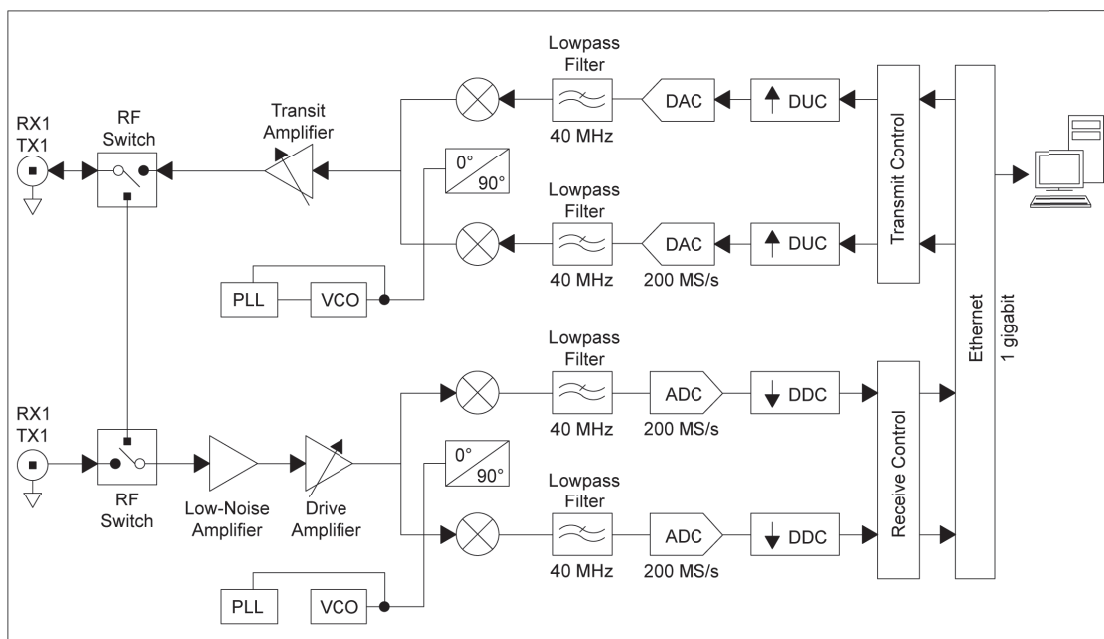 Lowpass
Filter
DAC
DUC
40 MHz
RX1
TX1
RF
Switch
Transit
Amplifier
0°
90°
Lowpass
Filter
DAC
DUC
40 MHz
200 MS/s
PLL
VCO
Transmit Control
Ethernet
1 gigabit
Lowpass
Filter
ADC
DDC
40 MHz
200 MS/s
RX1
TX1
RF
Switch
Low-Noise
Amplifier
Drive
Amplifier
0°
90°
Lowpass
Filter
ADC
DDC
40 MHz
200 MS/s
PLL
VCO
Receive Control